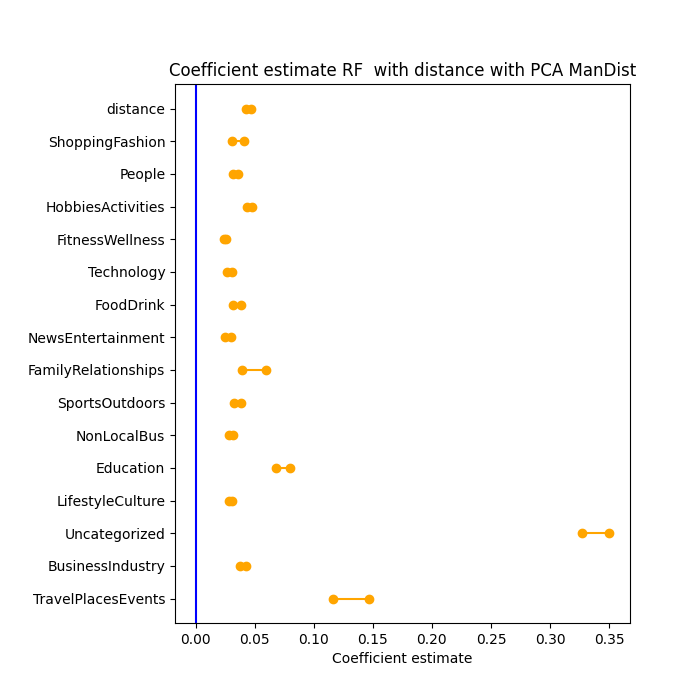 Coefficient estimate RF  with distance with PCA ManDist
distance
ShoppingFashion
People
HobbiesActivities
FitnessWellness
Technology
FoodDrink
NewsEntertainment
FamilyRelationships
SportsOutdoors
NonLocalBus
Education
LifestyleCulture
Uncategorized
BusinessIndustry
TravelPlacesEvents
0.00 0.05 0.10 0.15 0.20 0.25 0.30 0.35
Coefficient estimate